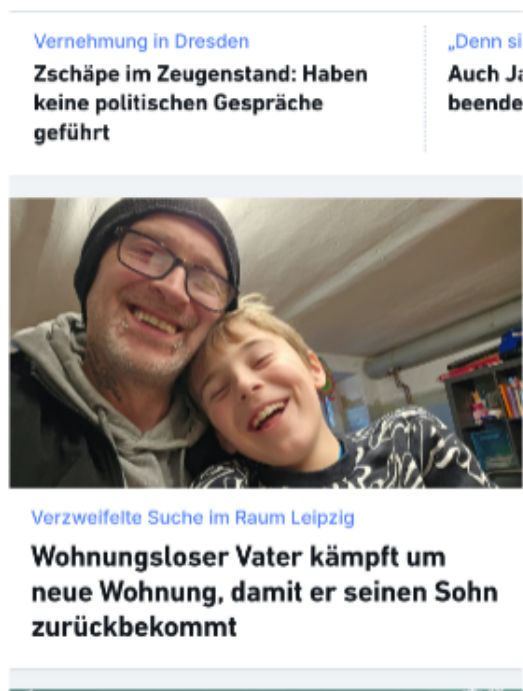 Vernehmung in Dresden
Zschäpe im Zeugenstand: Haben
keine politischen Gespräche
geführt
„Denn si
Auch Ja
beende
Verzweifelte Suche im Raum Leipzig
Wohnungsloser Vater kämpft um
neue Wohnung, damit er seinen Sohn
zurückbekommt